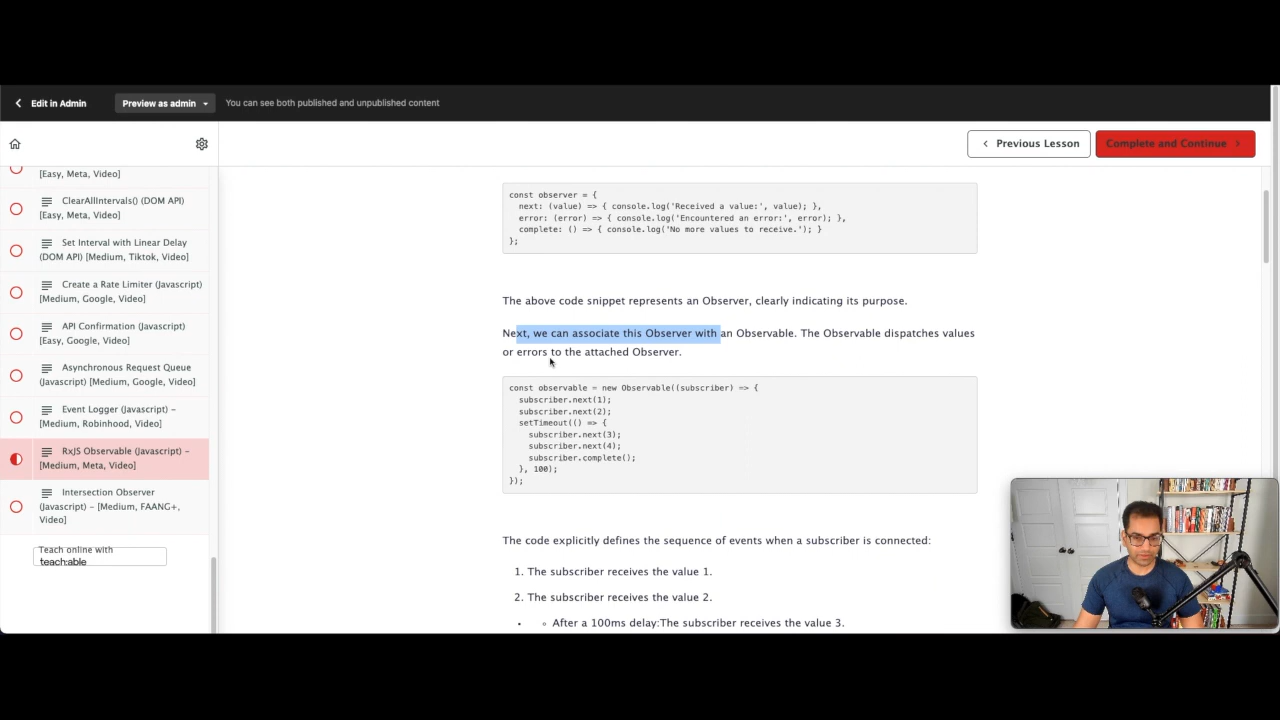 Edit in Admin
Preview as admin
You can see both published and unpublished content
Previous Lesson
Complete and Continue
[Easy, Meta, Video]
ClearAllIntervals() (DOM API)
[Easy, Meta, Video]
Set Interval with Linear Delay
(DOM API) [Medium, Tiktok, Video]
Create a Rate Limiter (Javascript)
[Medium, Google, Video]
API Confirmation (Javascript)
[Easy, Google, Video]
Asynchronous Request Queue
(Javascript) [Medium, Google, Video]
Event Logger (Javascript) –
[Medium, Robinhood, Video]
RxJS Observable (Javascript) –
[Medium, Meta, Video]
Intersection Observer
(Javascript) – [Medium, FAANG+,
Video]
Teach online with
teach:able
const observer = {
next: (value) => { console.log('Received a value:', value); },
error: (error) => { console.log('Encountered an error:', error); },
complete: () => { console.log('No more values to receive.'); }
};
The above code snippet represents an Observer, clearly indicating its purpose.
Next, we can associate this Observer with an Observable. The Observable dispatches values
or errors to the attached Observer.
const observable = new Observable((subscriber) => {
subscriber.next(1);
subscriber.next(2);
setTimeout(() => {
subscriber.next(3);
subscriber.next(4);
subscriber.complete();
}, 100);
});
The code explicitly defines the sequence of events when a subscriber is connected:
1. The subscriber receives the value 1.
2. The subscriber receives the value 2.
After a 100ms delay:The subscriber receives the value 3.